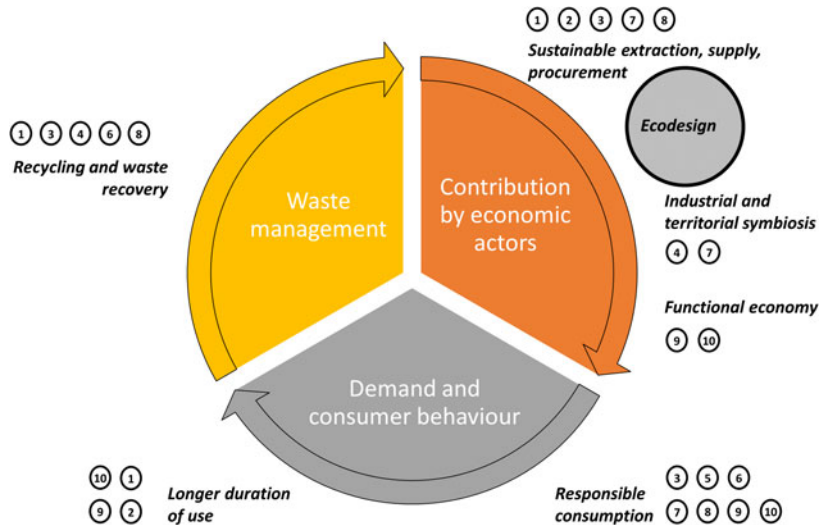 1 2 3 7 8
Sustainable extraction, supply,
procurement
Ecodesign
1 3 4 6 8
Recycling and waste
recovery
Waste
management
Contribution
by economic
actors
Industrial and
territorial symbiosis
4 7
Functional economy
9 10
Demand and
consumer behaviour
10 1
9 2
Longer duration
of use
3 5 6
7 8 9 10
Responsible
consumption